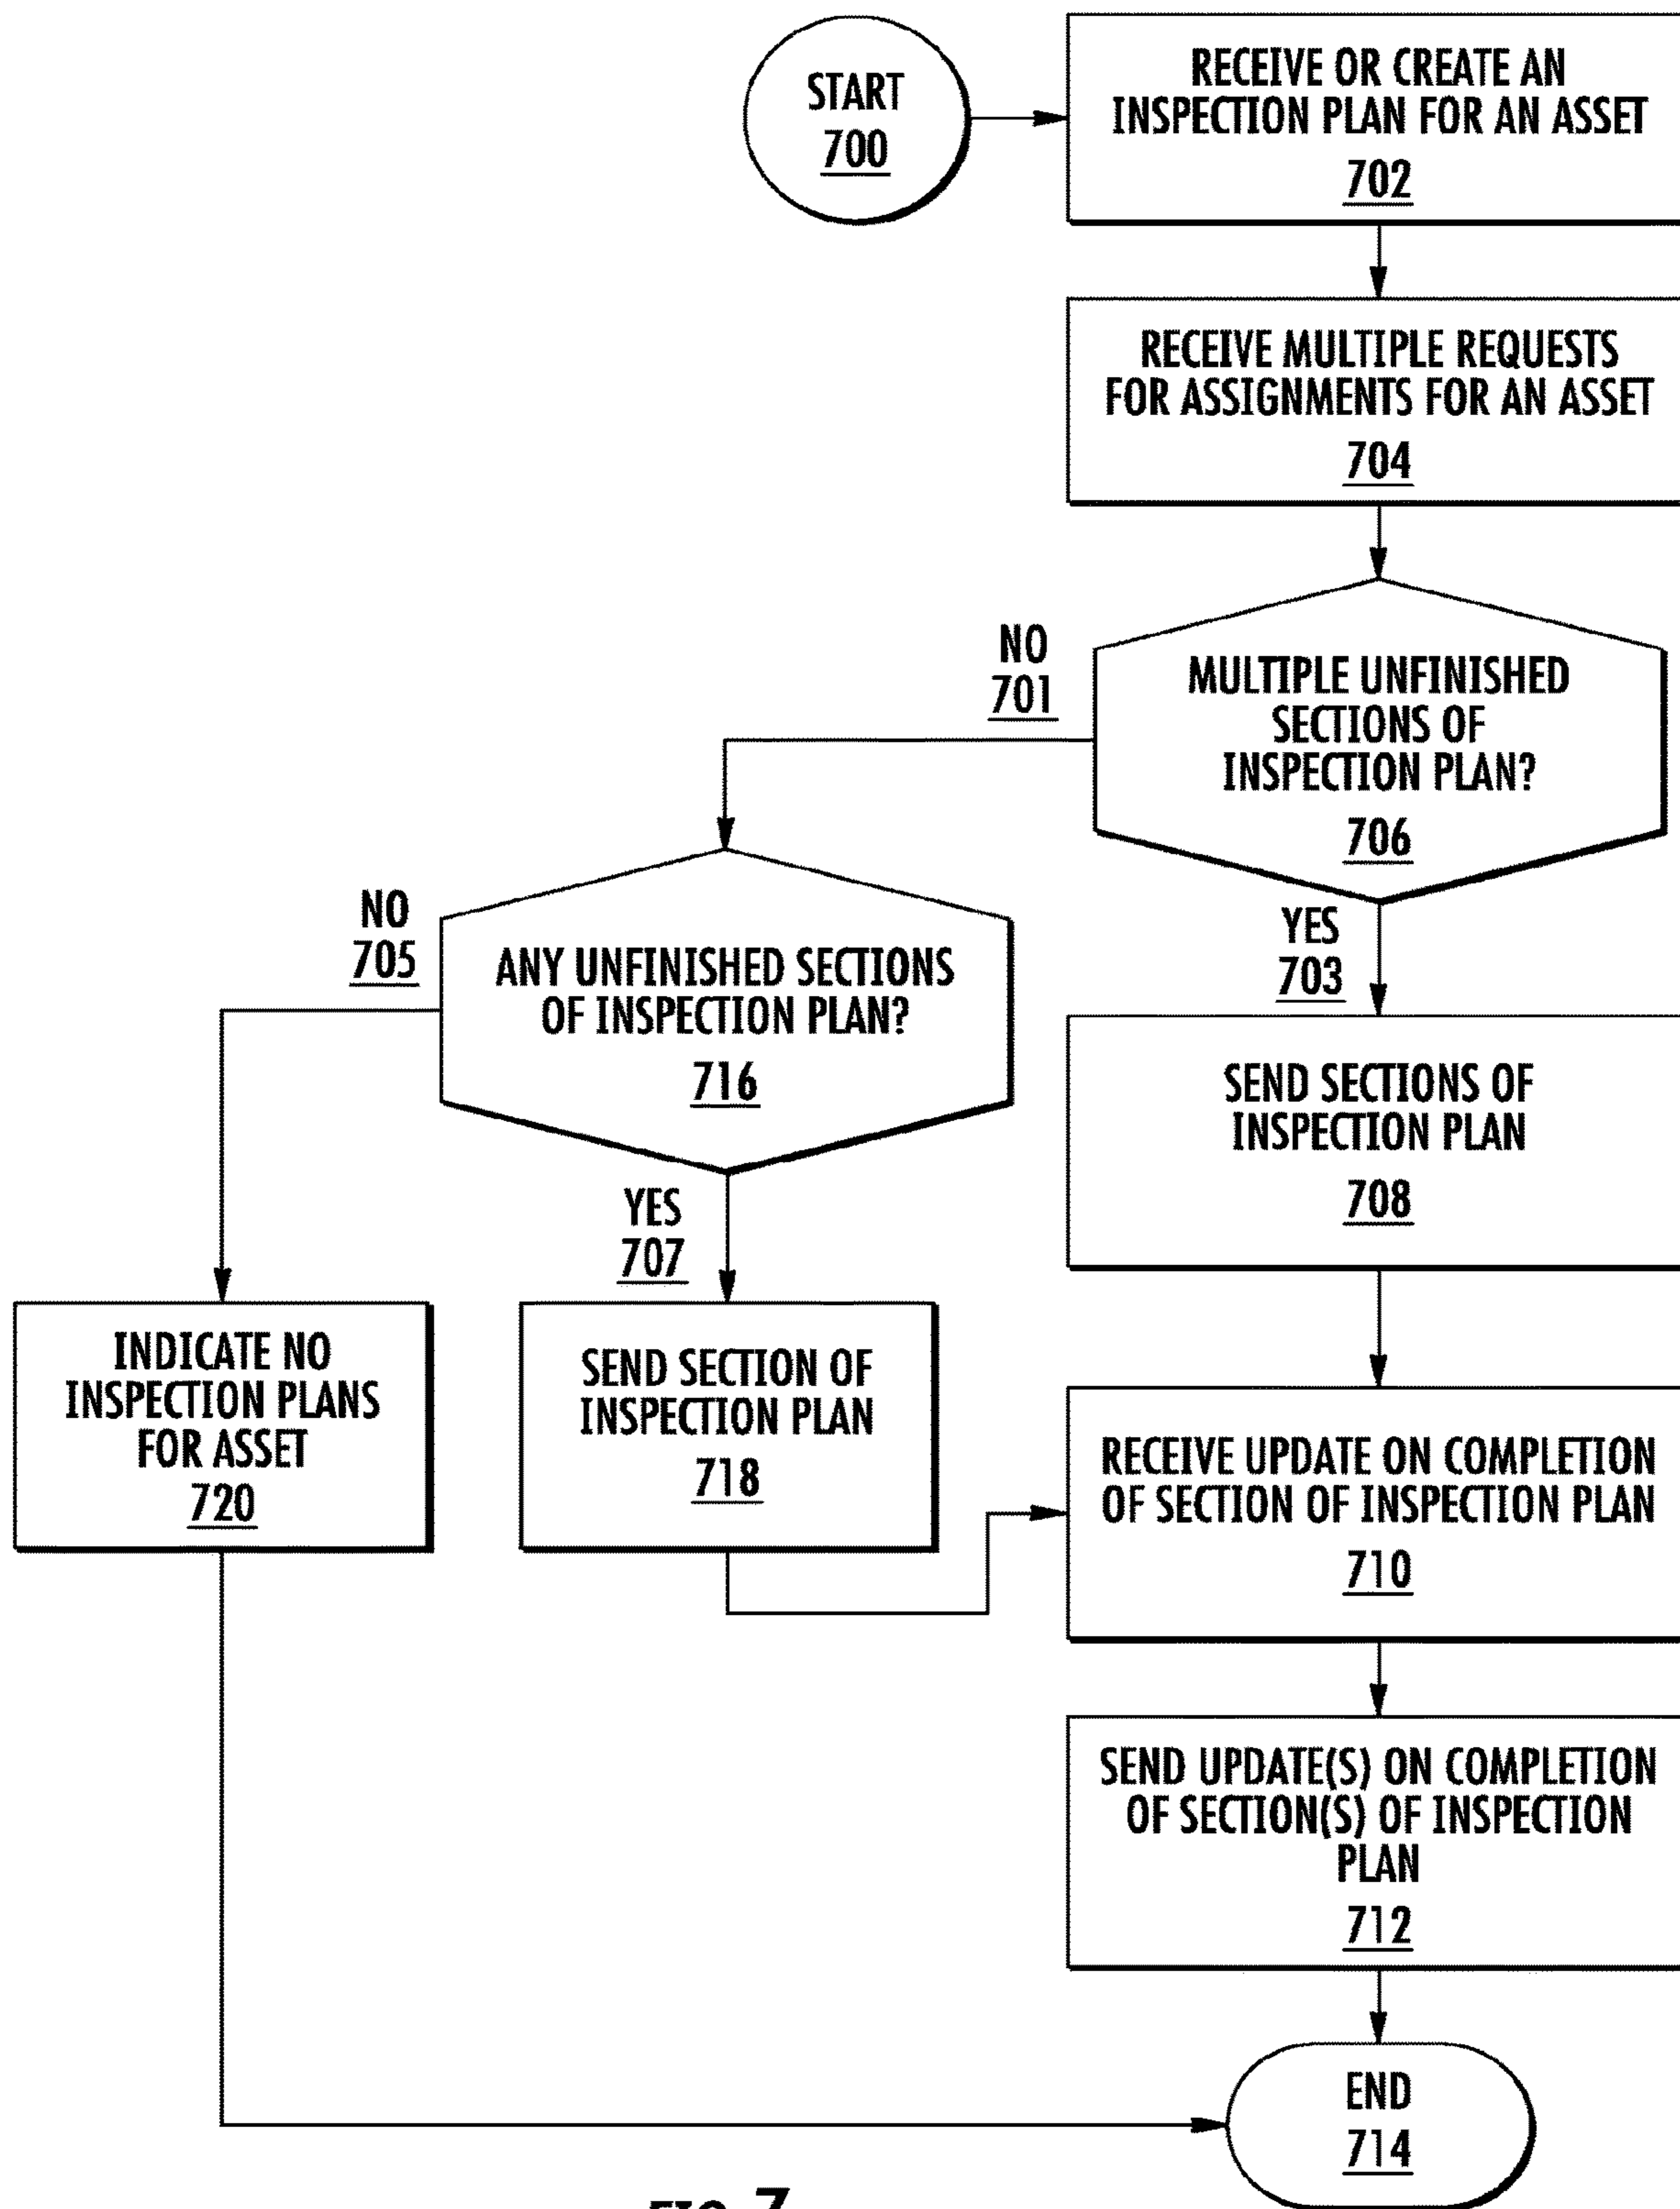 START
700
RECEIVE OR CREATE AN
INSPECTION PLAN FOR AN ASSET
702
RECEIVE MULTIPLE REQUESTS
FOR ASSIGNMENTS FOR AN ASSET
704
MULTIPLE UNFINISHED
SECTIONS OF
INSPECTION PLAN?
706
NO
701
YES
703
ANY UNFINISHED SECTIONS
OF INSPECTION PLAN?
716
NO
705
YES
707
SEND SECTIONS OF
INSPECTION PLAN
708
INDICATE NO
INSPECTION PLANS
FOR ASSET
720
SEND SECTION OF
INSPECTION PLAN
718
RECEIVE UPDATE ON COMPLETION
OF SECTION OF INSPECTION PLAN
710
SEND UPDATE(S) ON COMPLETION
OF SECTION(S) OF INSPECTION
PLAN
712
END
714
FIG. 7